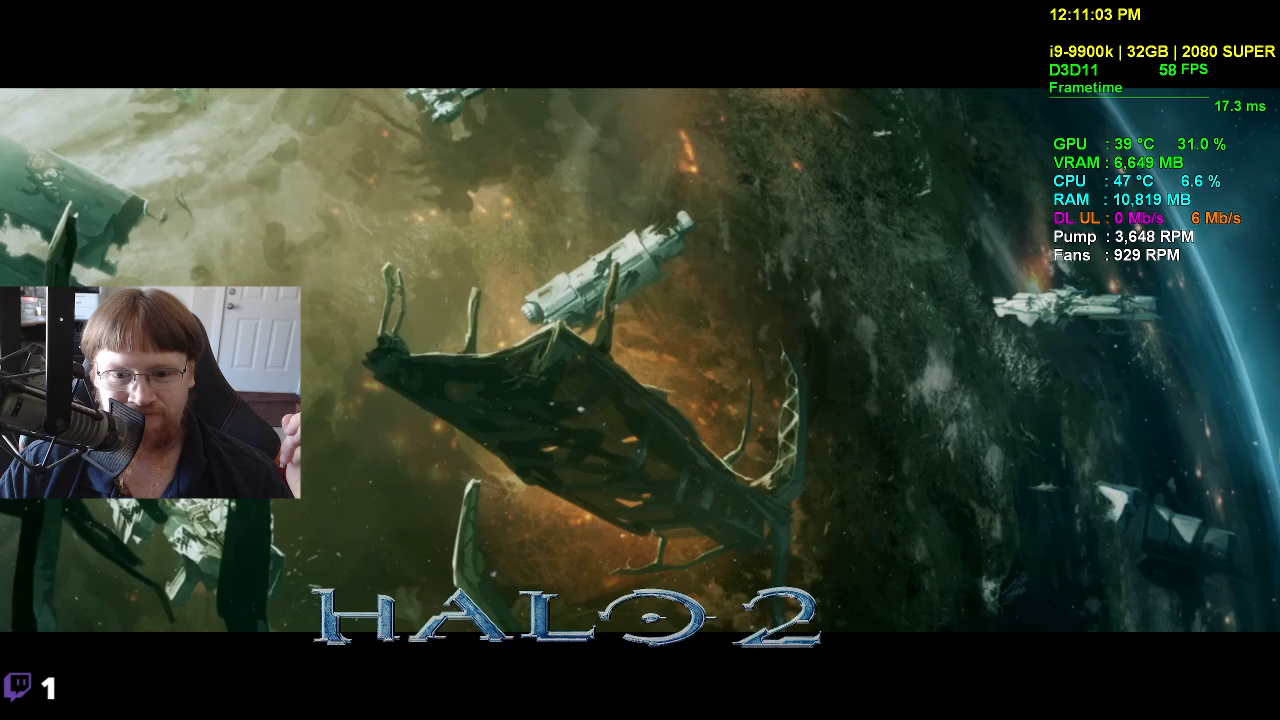 12:11:03 PM
i9-9900k | 32GB | 2080 SUPER
D3D11 58 FPS
Frametime
17.3 ms
GPU : 39 °C 31.0 %
VRAM : 6,649 MB
CPU : 47 °C 6.6 %
RAM : 10,819 MB
DL UL : 0 Mb/s 6 Mb/s
Pump : 3,648 RPM
Fans : 929 RPM
HALO 2
1